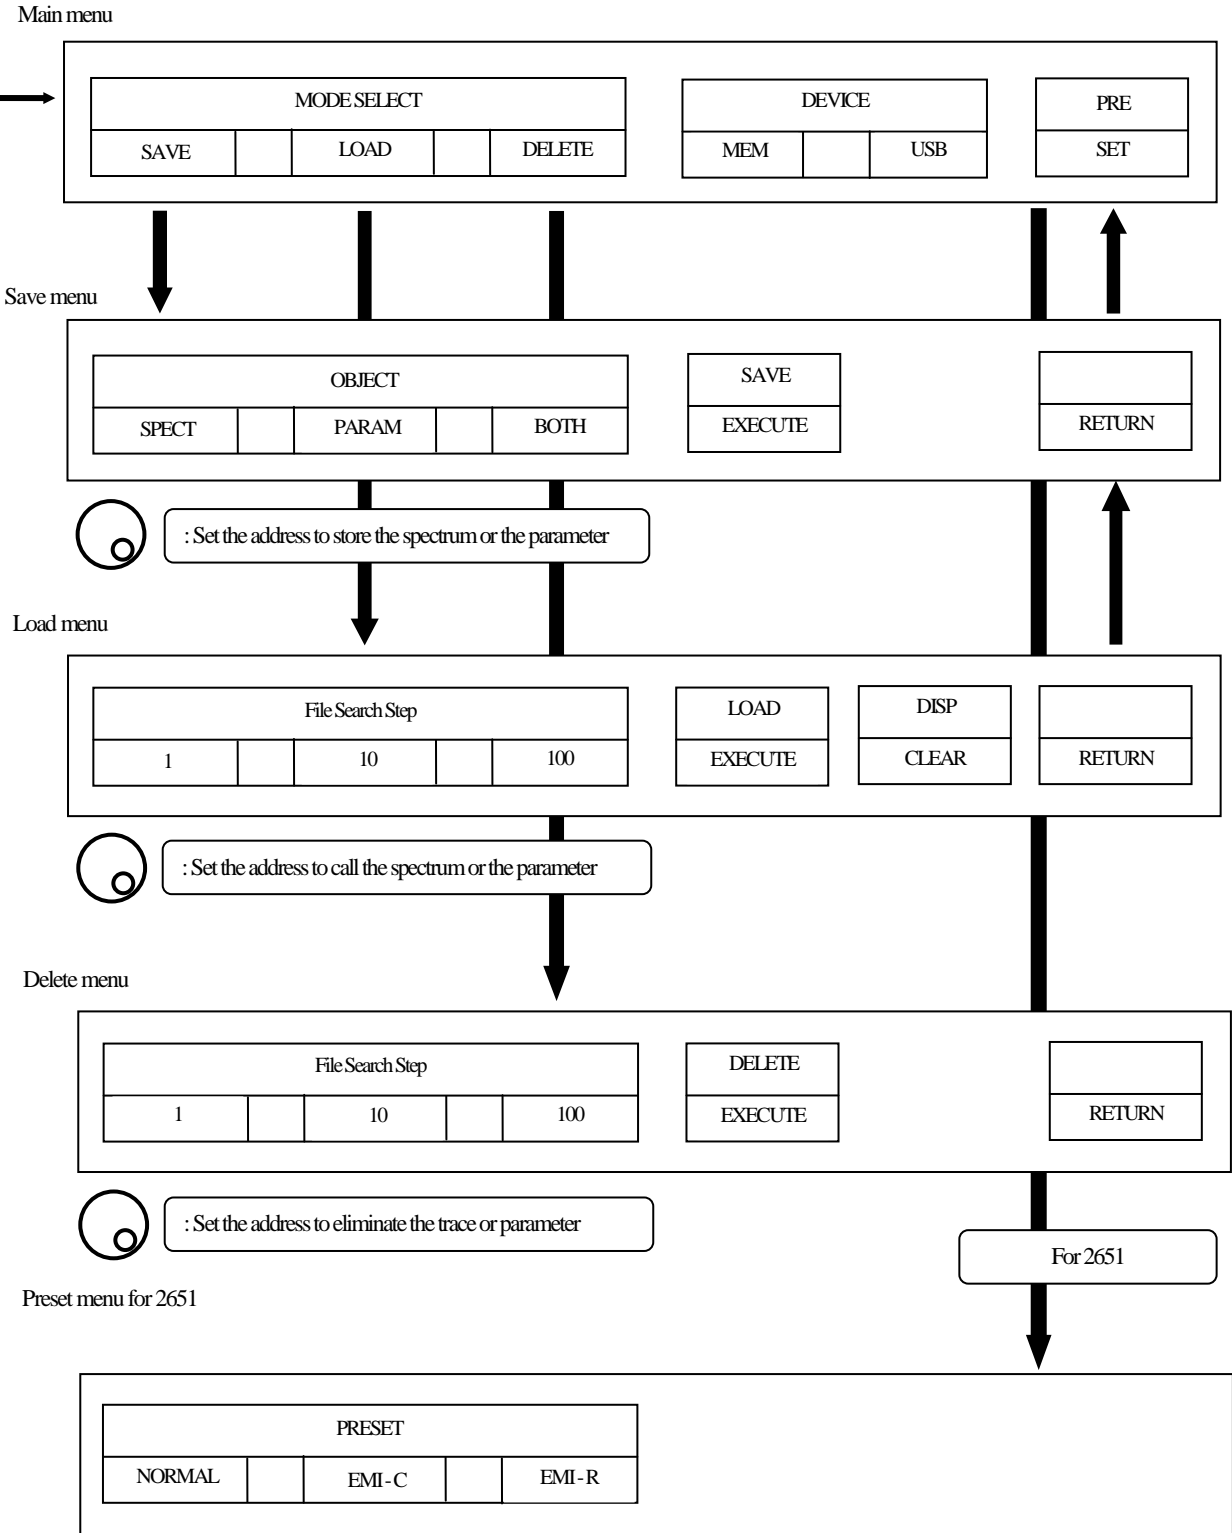 Main menu
MODE SELECT
DEVICE
PRE
SAVE
LOAD
DELETE
MEM
USB
SET
Save menu
OBJECT
SAVE
SPECT
PARAM
BOTH
EXECUTE
RETURN
: Set the address to store the spectrum or the parameter
Load menu
File Search Step
LOAD
DISP
1
10
100
EXECUTE
CLEAR
RETURN
: Set the address to call the spectrum or the parameter
Delete menu
File Search Step
DELETE
1
10
100
EXECUTE
RETURN
: Set the address to eliminate the trace or parameter
For 2651
Preset menu for 2651
PRESET
NORMAL
EMI-C
EMI-R